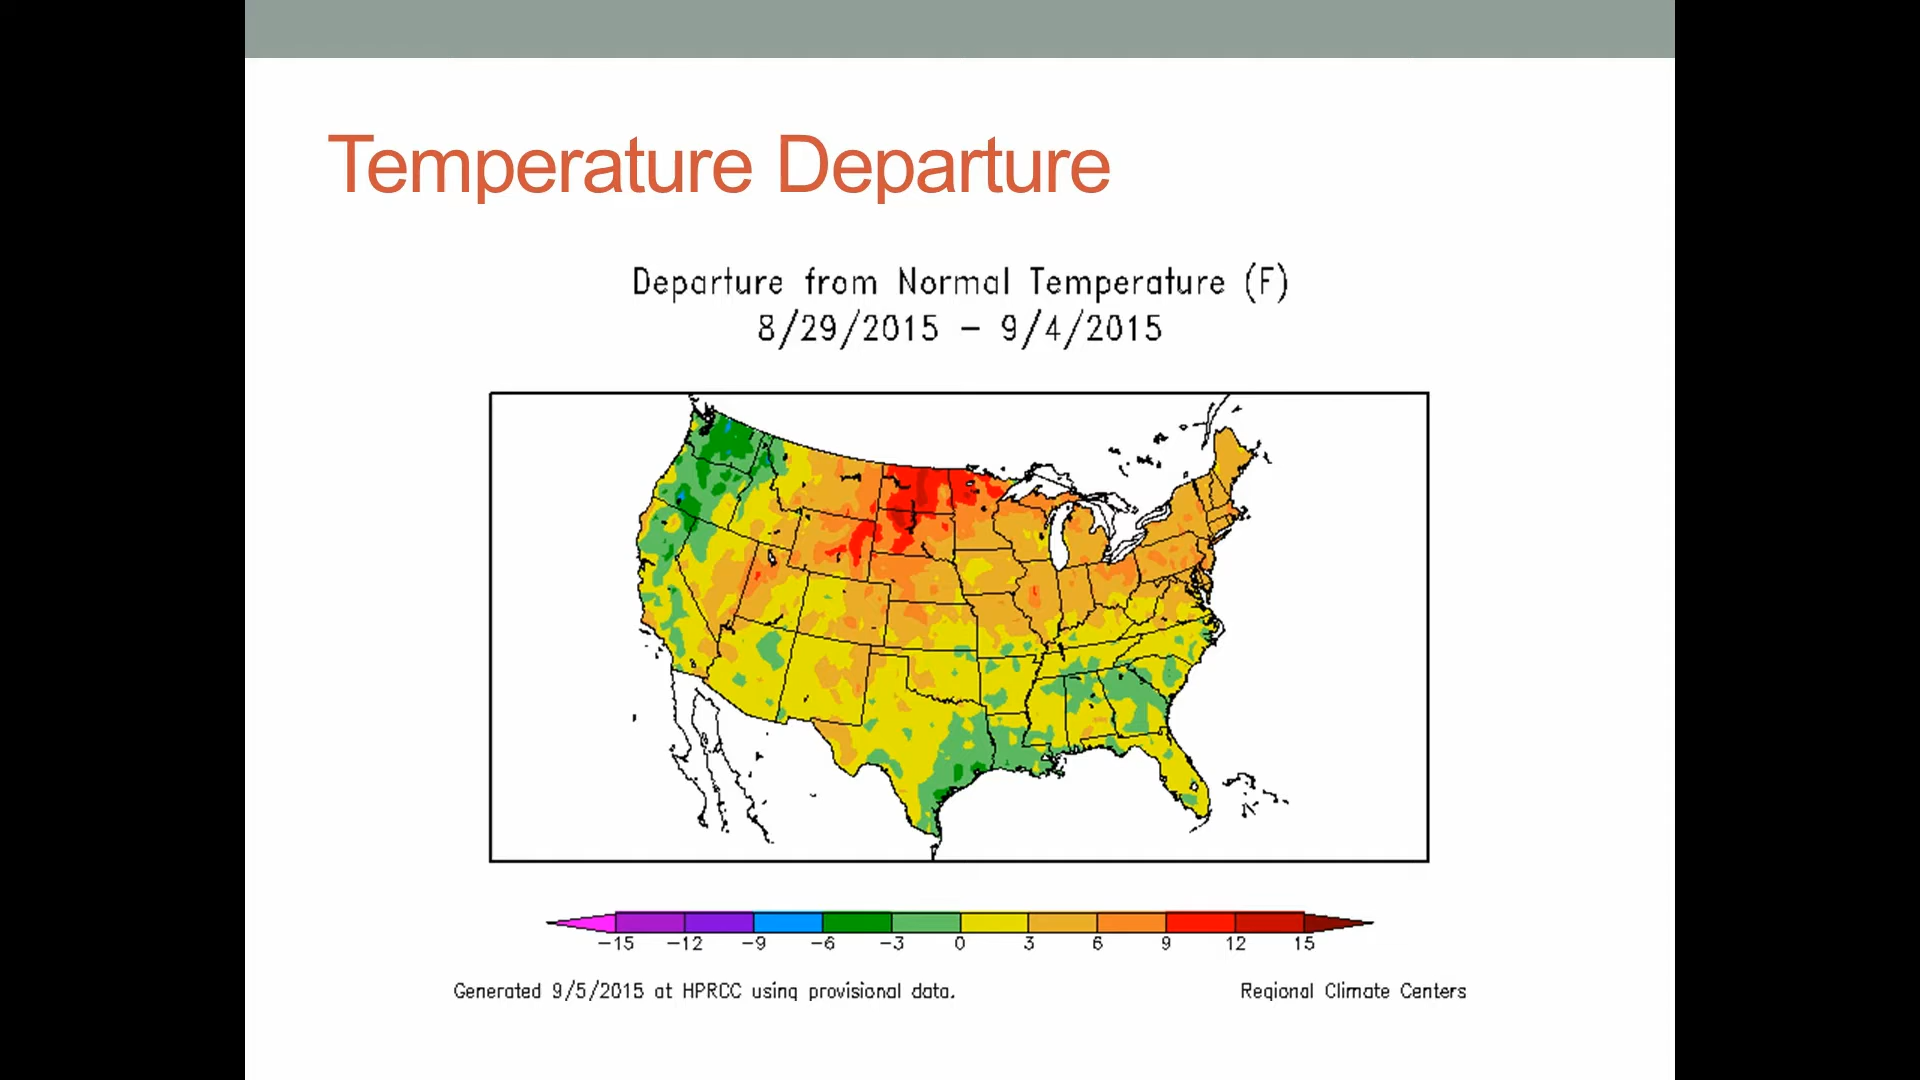 Temperature Departure
Departure from Normal Temperature (F)
8/29/2015 – 9/4/2015
−15 −12 −9 −6 −3 0 3 6 9 12 15
Generated 9/5/2015 at HPRCC using provisional data.
Regional Climate Centers